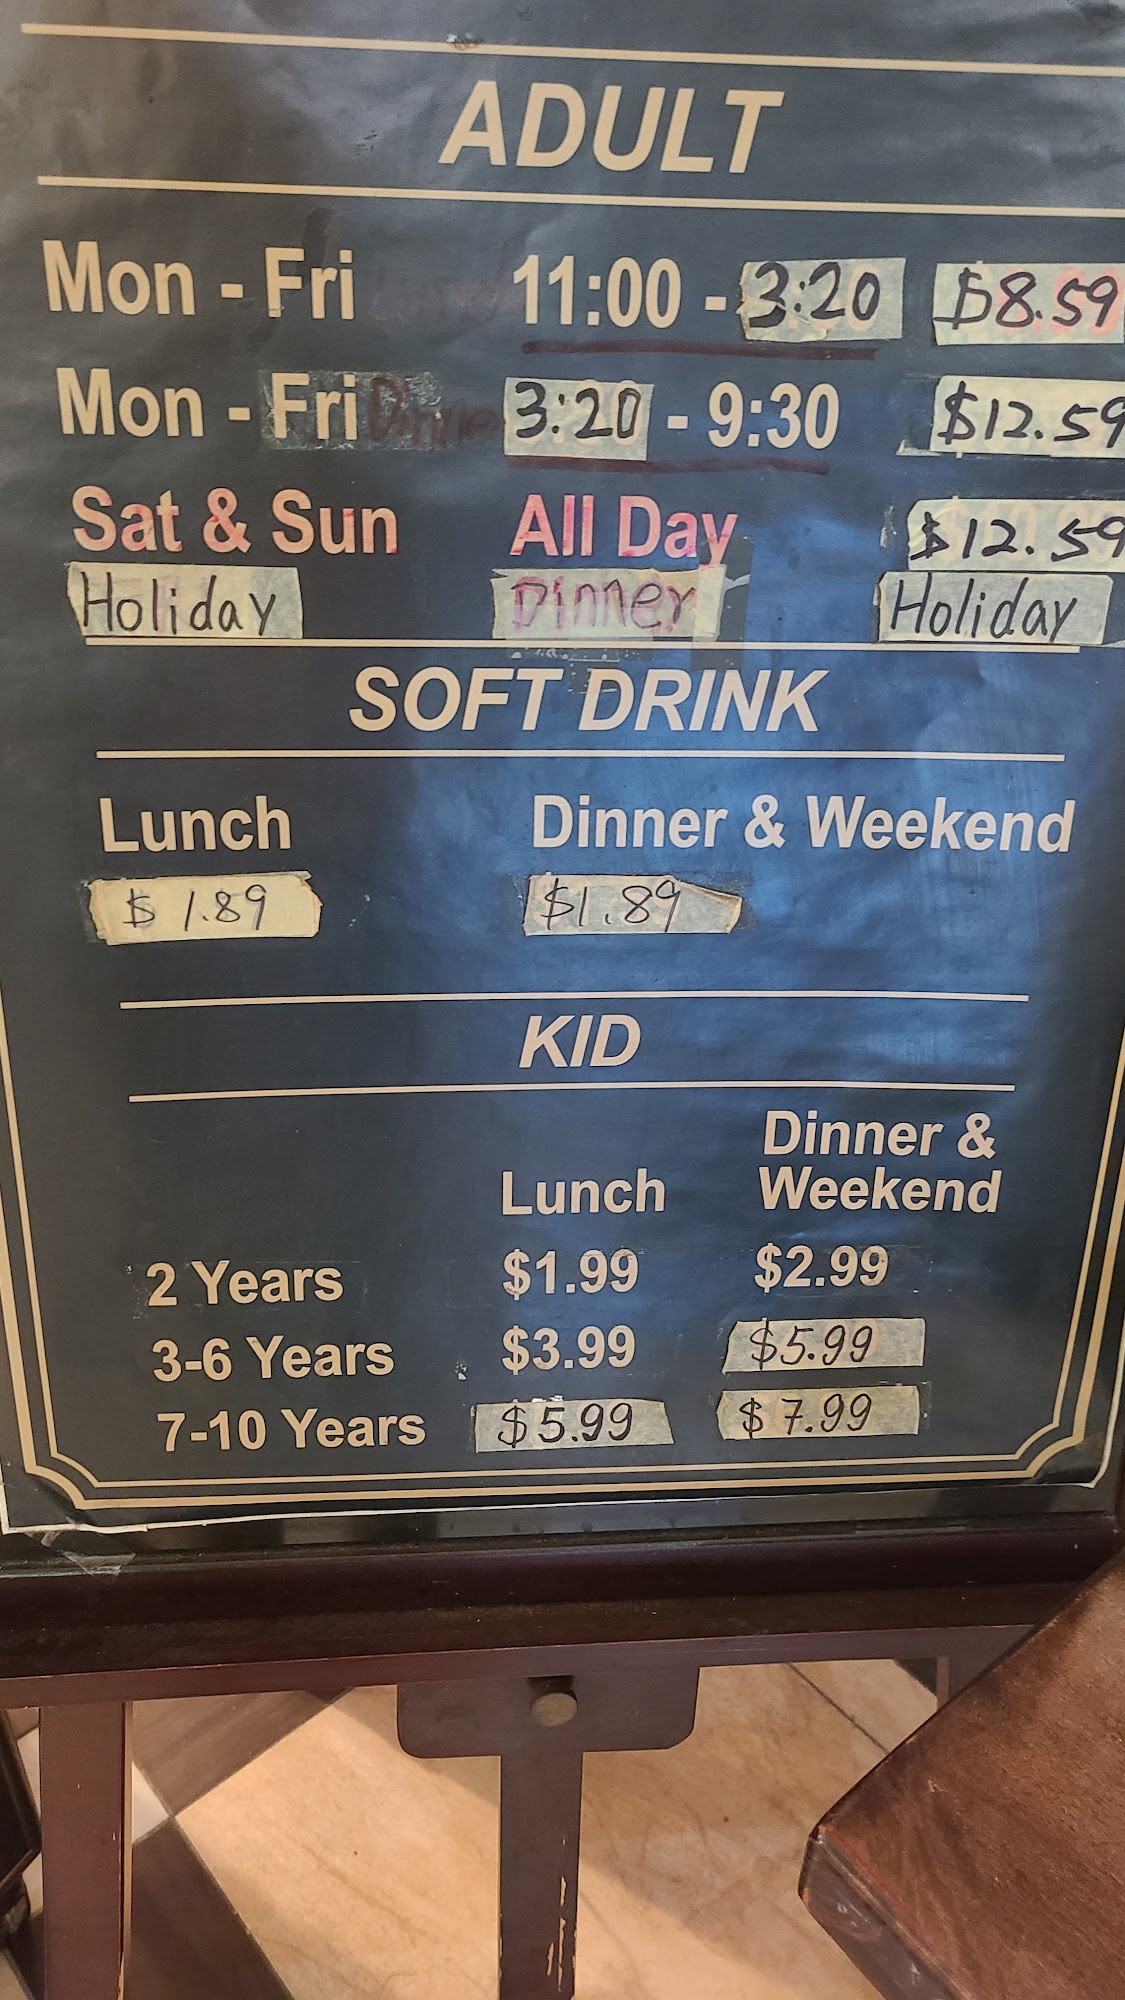 ADULT
Mon - Fri 11:00 - 3:20 $8.59
Mon - Fri Dinner 3:20 - 9:30 $12.59
Sat & Sun All Day $12.59
Holiday Dinner Holiday
SOFT DRINK
Lunch Dinner & Weekend
$1.89 $1.89
KID
Dinner &
Lunch Weekend
2 Years $1.99 $2.99
3-6 Years $3.99 $5.99
7-10 Years $5.99 $7.99